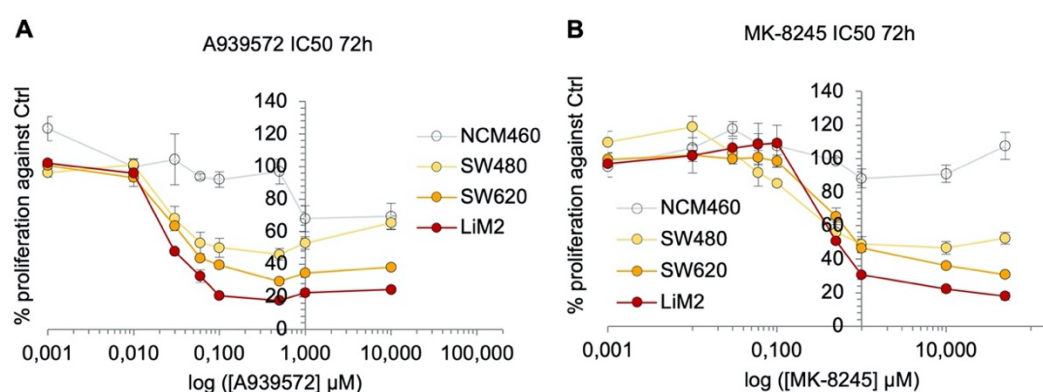 A
A939572 IC50 72h
% proliferation against Ctrl
140
120
100
80
60
40
20
0
0,001 0,010 0,100 1,000 10,000 100,000
log ([A939572] µM)
NCM460
SW480
SW620
LiM2
B
MK-8245 IC50 72h
% proliferation against Ctrl
140
120
100
80
60
40
20
0
0,001 0,100 10,000
log ([MK-8245] µM)
NCM460
SW480
SW620
LiM2